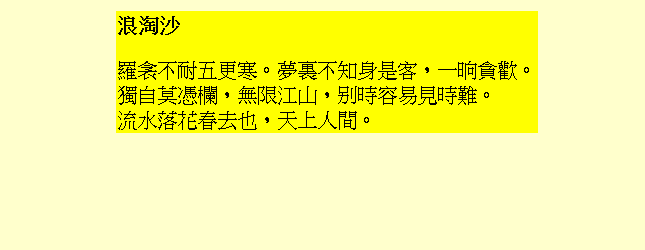 浪淘沙
羅衾不耐五更寒。夢裏不知身是客，一晌貪歡。
獨自莫憑欄，無限江山，別時容易見時難。
流水落花春去也，天上人間。